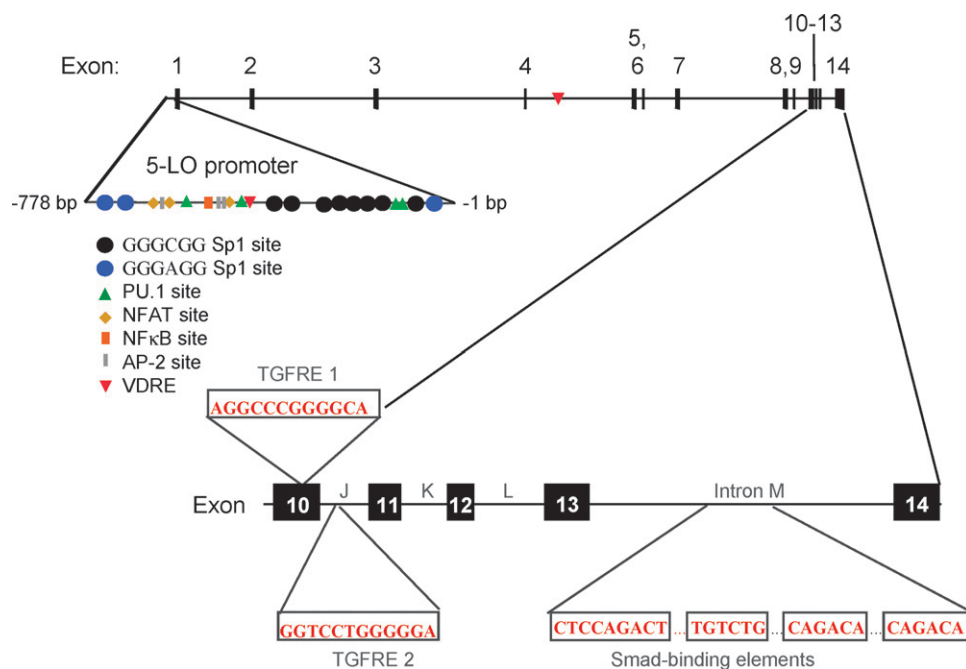 10-13
5,
Exon: 1 2 3 4 6 7 8,9 14
5-LO promoter
-778 bp -1 bp
GGGCGG Sp1 site
GGGAGG Sp1 site
PU.1 site
NFAT site
NFκB site
AP-2 site
VDRE
TGFRE 1
AGGCCCGGGGCA
Exon 10 J 11 K 12 L 13 Intron M 14
GGTCCTGGGGGA CTCCAGACT ... TGTCTG ... CAGACA ... CAGACA
TGFRE 2 Smad-binding elements